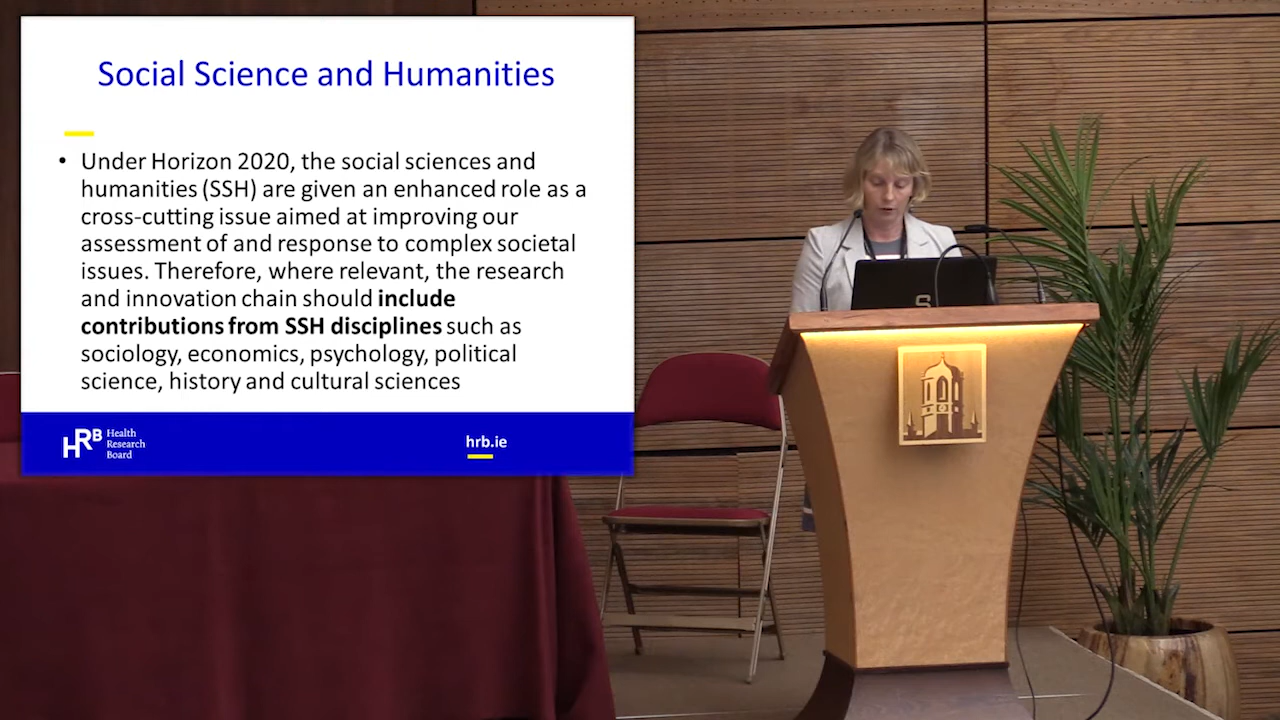 Social Science and Humanities
• Under Horizon 2020, the social sciences and
humanities (SSH) are given an enhanced role as a
cross-cutting issue aimed at improving our
assessment of and response to complex societal
issues. Therefore, where relevant, the research
and innovation chain should include
contributions from SSH disciplines such as
sociology, economics, psychology, political
science, history and cultural sciences
HRB Health
Research
Board
hrb.ie